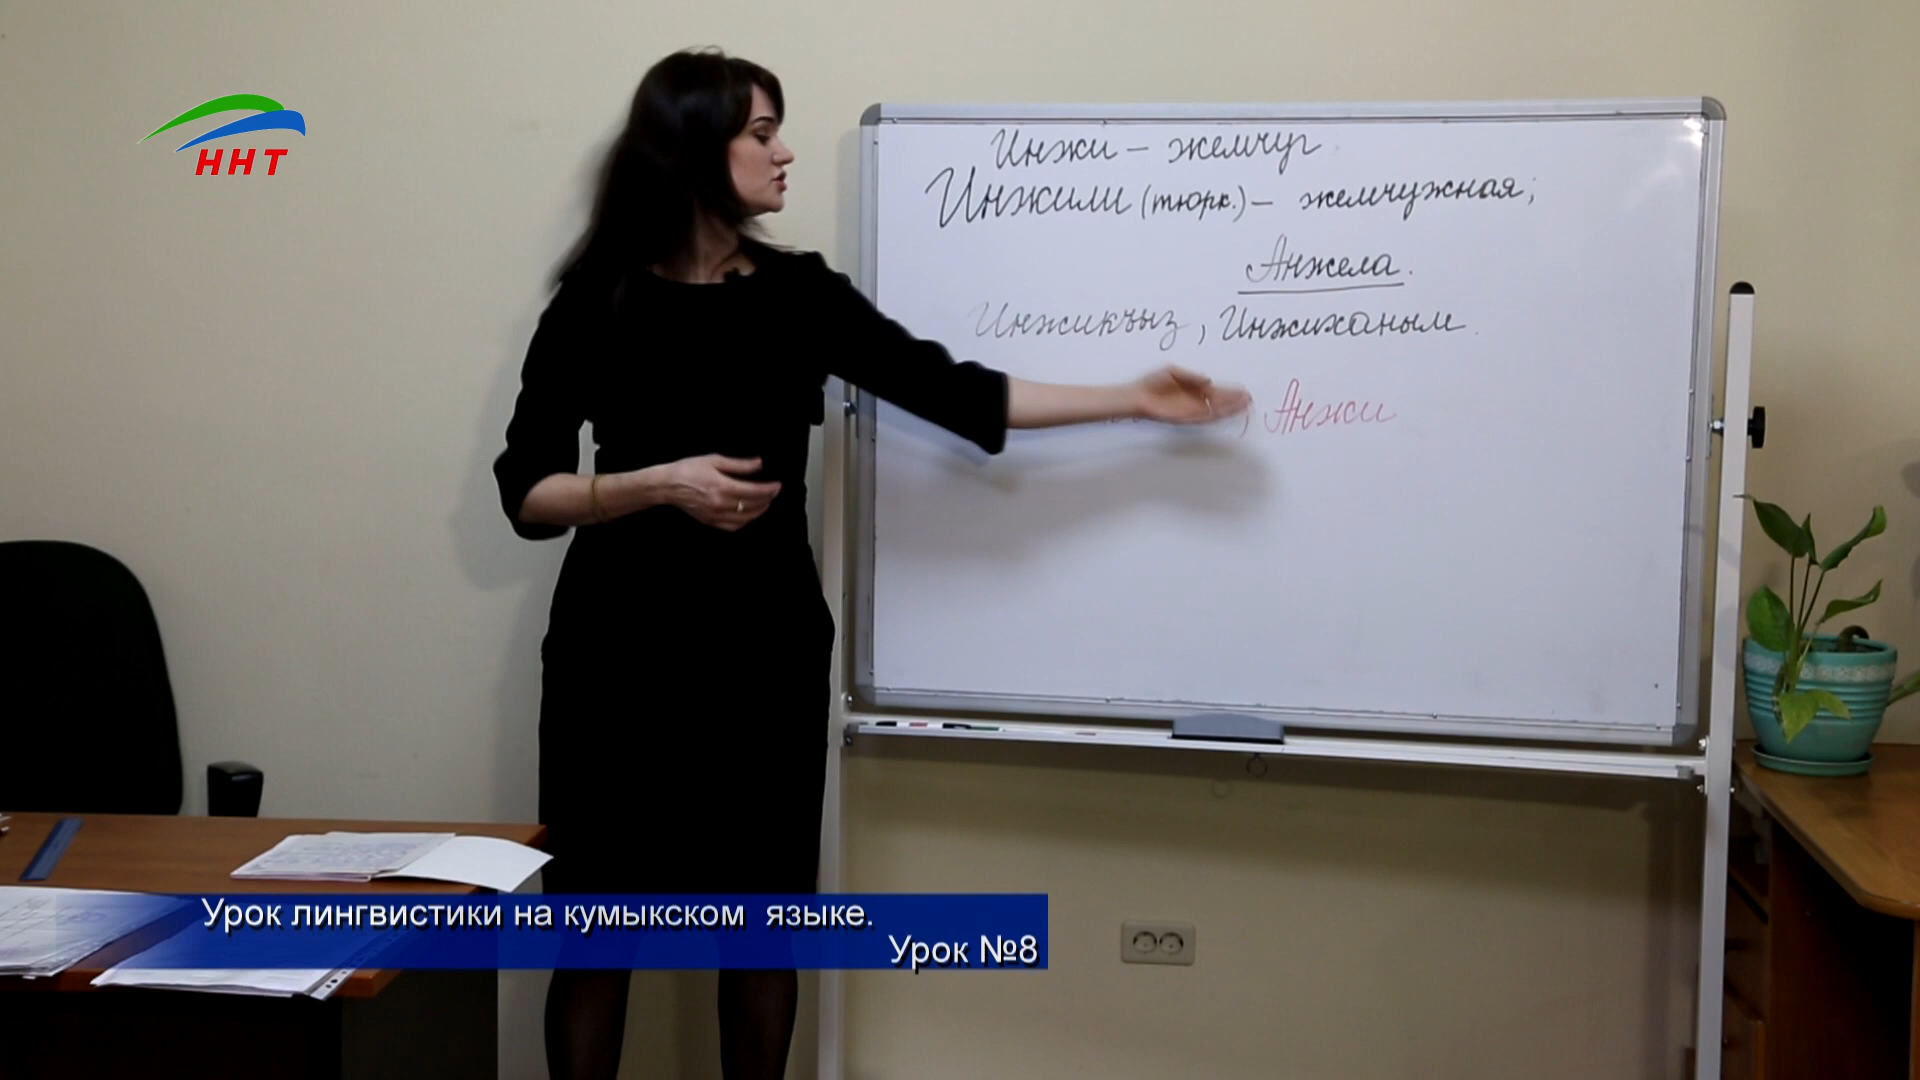 ННТ
Инжи – жемчуг
Инжили (тюрк.) – жемчужная;
Анжела.
Инжикъыз, Инжиханым.
, Анжи
Урок лингвистики на кумыкском языке.
Урок №8